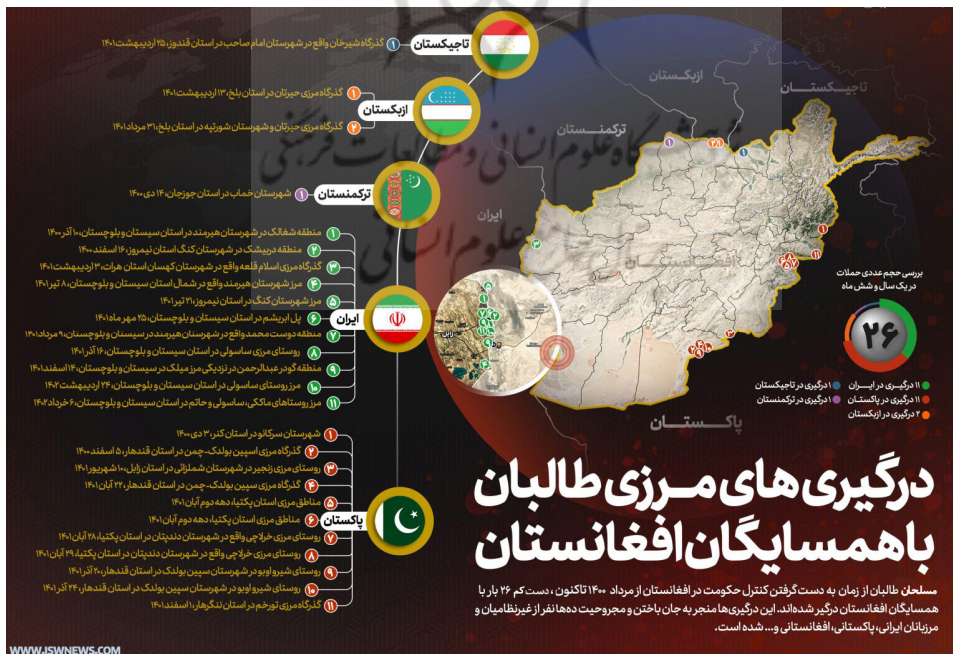 تاجیکستان
۱ گذرگاه شیرخان واقع در شهرستان امام صاحب در استان قندوز، ۲۵ اردیبهشت ۱۴۰۱
ازبکستان
۱ گذرگاه مرزی حیرتان در استان بلخ، ۱۳ اردیبهشت ۱۴۰۱
۲ گذرگاه مرزی حیرتان و شهرستان شورتپه در استان بلخ، ۳۱ مرداد ۱۴۰۱
ترکمنستان
۱ شهرستان خماب در استان جوزجان، ۱۴ دی ۱۴۰۰
ایران
۱ منطقه شغالک در شهرستان هیرمند در استان سیستان و بلوچستان، ۱۰ آذر ۱۴۰۰
۲ منطقه دریشک در شهرستان کنگ استان نیمروز، ۱۶ اسفند ۱۴۰۰
۳ گذرگاه مرزی اسلام قلعه واقع در شهرستان کهسان استان هرات، ۳ اردیبهشت ۱۴۰۱
۴ مرز شهرستان هیرمند واقع در شمال استان سیستان و بلوچستان، ۸ تیر ۱۴۰۱
۵ مرز شهرستان کنگ در استان نیمروز، ۲۱ تیر ۱۴۰۱
۶ پل ابریشم در استان سیستان و بلوچستان، ۲۵ مهر ماه ۱۴۰۱
۷ منطقه دوست محمد واقع در شهرستان هیرمند در سیستان و بلوچستان، ۹ مرداد ۱۴۰۱
۸ روستای مرزی ساسولی در استان سیستان و بلوچستان، ۱۶ آذر ۱۴۰۱
۹ منطقه گودر عبدالرحمن در نزدیکی مرز میلک در سیستان و بلوچستان، ۱۴ اسفند ۱۴۰۱
۱۰ مرز روستای ساسولی در استان سیستان و بلوچستان، ۲۴ اردیبهشت ۱۴۰۲
۱۱ مرز روستاهای ماککی، ساسولی و حاتم در استان سیستان و بلوچستان، ۶ خرداد ۱۴۰۲
پاکستان
۱ شهرستان سرکانو در استان کنر، ۳ دی ۱۴۰۰
۲ گذرگاه مرزی اسپین بولدک-چمن در استان قندهار، ۵ اسفند ۱۴۰۰
۳ روستای مرزی زنجیر در شهرستان شملزائی در استان زابل، ۱۰ شهریور ۱۴۰۱
۴ گذرگاه مرزی سپین بولدک-چمن در استان قندهار، ۲۲ آبان ۱۴۰۱
۵ مناطق مرزی استان پکتیا، دهه دوم آبان ۱۴۰۱
۶ مناطق مرزی استان پکتیا، دهه دوم آبان ۱۴۰۱
۷ روستای مرزی خرلاچی واقع در شهرستان دندپتان در استان پکتیا، ۲۸ آبان ۱۴۰۱
۸ روستای مرزی خرلاچی واقع در شهرستان دندپتان در استان پکتیا، ۲۹ آبان ۱۴۰۱
۹ روستای شیرو اوبو در شهرستان سپین بولدک در استان قندهار، ۲۰ آذر ۱۴۰۱
۱۰ روستای شیرو اوبو در شهرستان سپین بولدک در استان قندهار، ۲۴ آذر ۱۴۰۱
۱۱ گذرگاه مرزی تورخم در استان ننگرهار، ۱ اسفند ۱۴۰۱
ازبکستان
تاجیکستان
ترکمنستان
ایران
افغانستان
پاکستان
زابل
بررسی حجم عددی حملات
در یک سال و شش ماه
۲۶
۱۱ درگیری در ایران
۱ درگیری در تاجیکستان
۱۱ درگیری در پاکستان
۱ درگیری در ترکمنستان
۲ درگیری در ازبکستان
درگیری های مرزی طالبان
با همسایگان افغانستان
مسلحان طالبان از زمان به دست گرفتن کنترل حکومت در افغانستان از مرداد ۱۴۰۰ تاکنون، دست کم ۲۶ بار با
همسایگان افغانستان درگیر شده‌اند. این درگیری‌ها منجر به جان باختن و مجروحیت ده‌ها نفر از غیرنظامیان و
مرزبانان ایرانی، پاکستانی، افغانستانی و... شده است.
WWW.ISWNEWS.COM
پژوهشگاه علوم انسانی و مطالعات فرهنگی
علوم انسانی